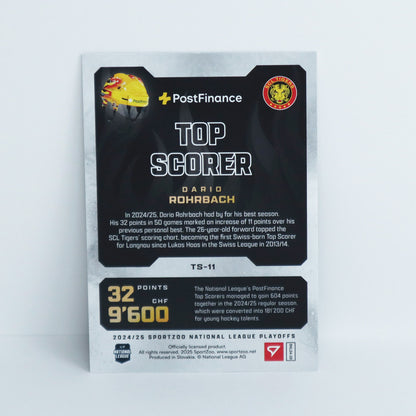 PostFinance
SCL TIGERS
TOP
SCORER
DARIO
ROHRBACH
In 2024/25, Dario Rohrbach had by far his best season.
His 32 points in 50 games marked an increase of 11 points over his
previous personal best. The 26-year-old forward topped the
SCL Tigers' scoring chart, becoming the first Swiss-born Top Scorer
for Langnau since Lukas Haas in the Swiss League in 2013/14.
TS-11
32 POINTS
CHF
9'600
The National League's PostFinance
Top Scorers managed to gain 604 points
together in the 2024/25 regular season,
which were converted into 181'200 CHF
for young hockey talents.
2024/25 SPORTZOO NATIONAL LEAGUE PLAYOFFS
NATIONAL
LEAGUE
Officially licensed product.
All rights reserved. 2025 SportZoo, www.sportzoo.net
Produced in Slovakia. © National League AG